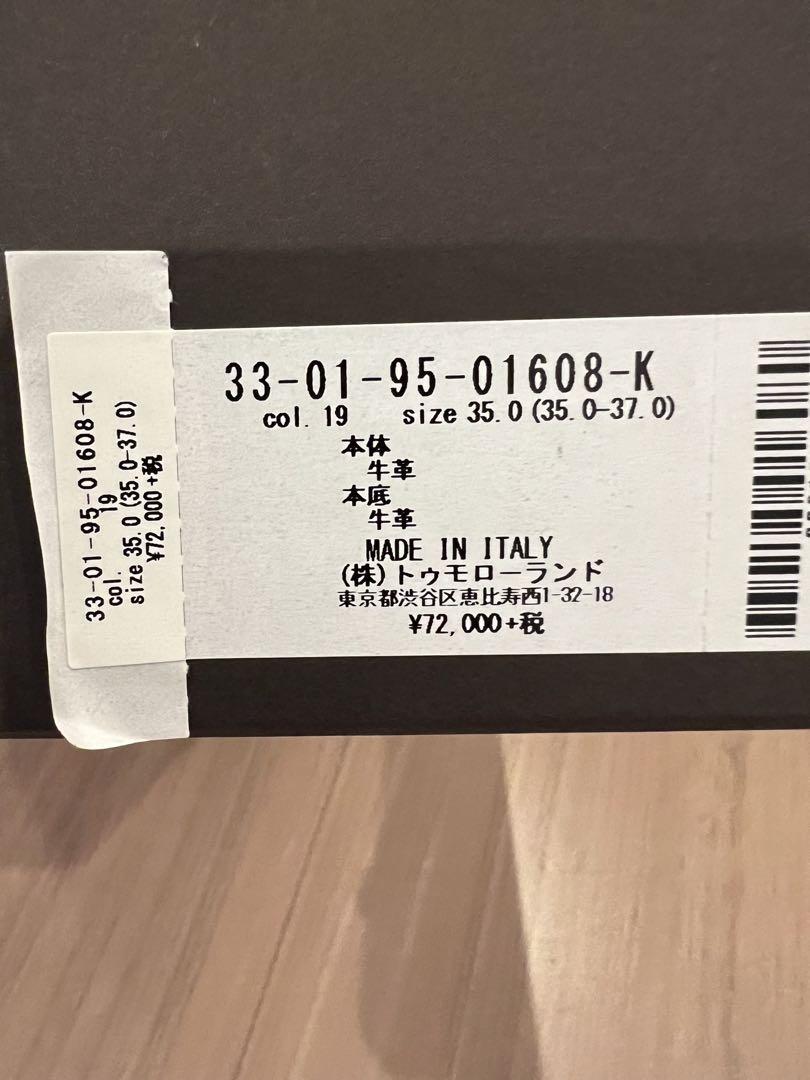 33-01-95-01608-K
col. 19
size 35.0 (35.0-37.0)
¥72,000+税
33-01-95-01608-K
col. 19 size 35.0 (35.0-37.0)
本体
牛革
本底
牛革
MADE IN ITALY
(株)トゥモローランド
東京都渋谷区恵比寿西1-32-18
¥72,000+税